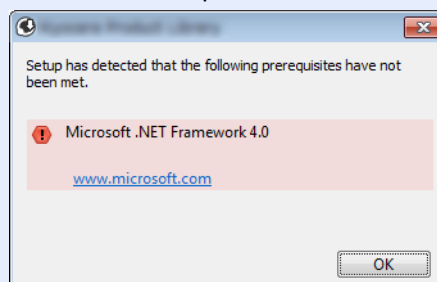 Setup has detected that the following prerequisites have not
been met.
Microsoft .NET Framework 4.0
www.microsoft.com
OK